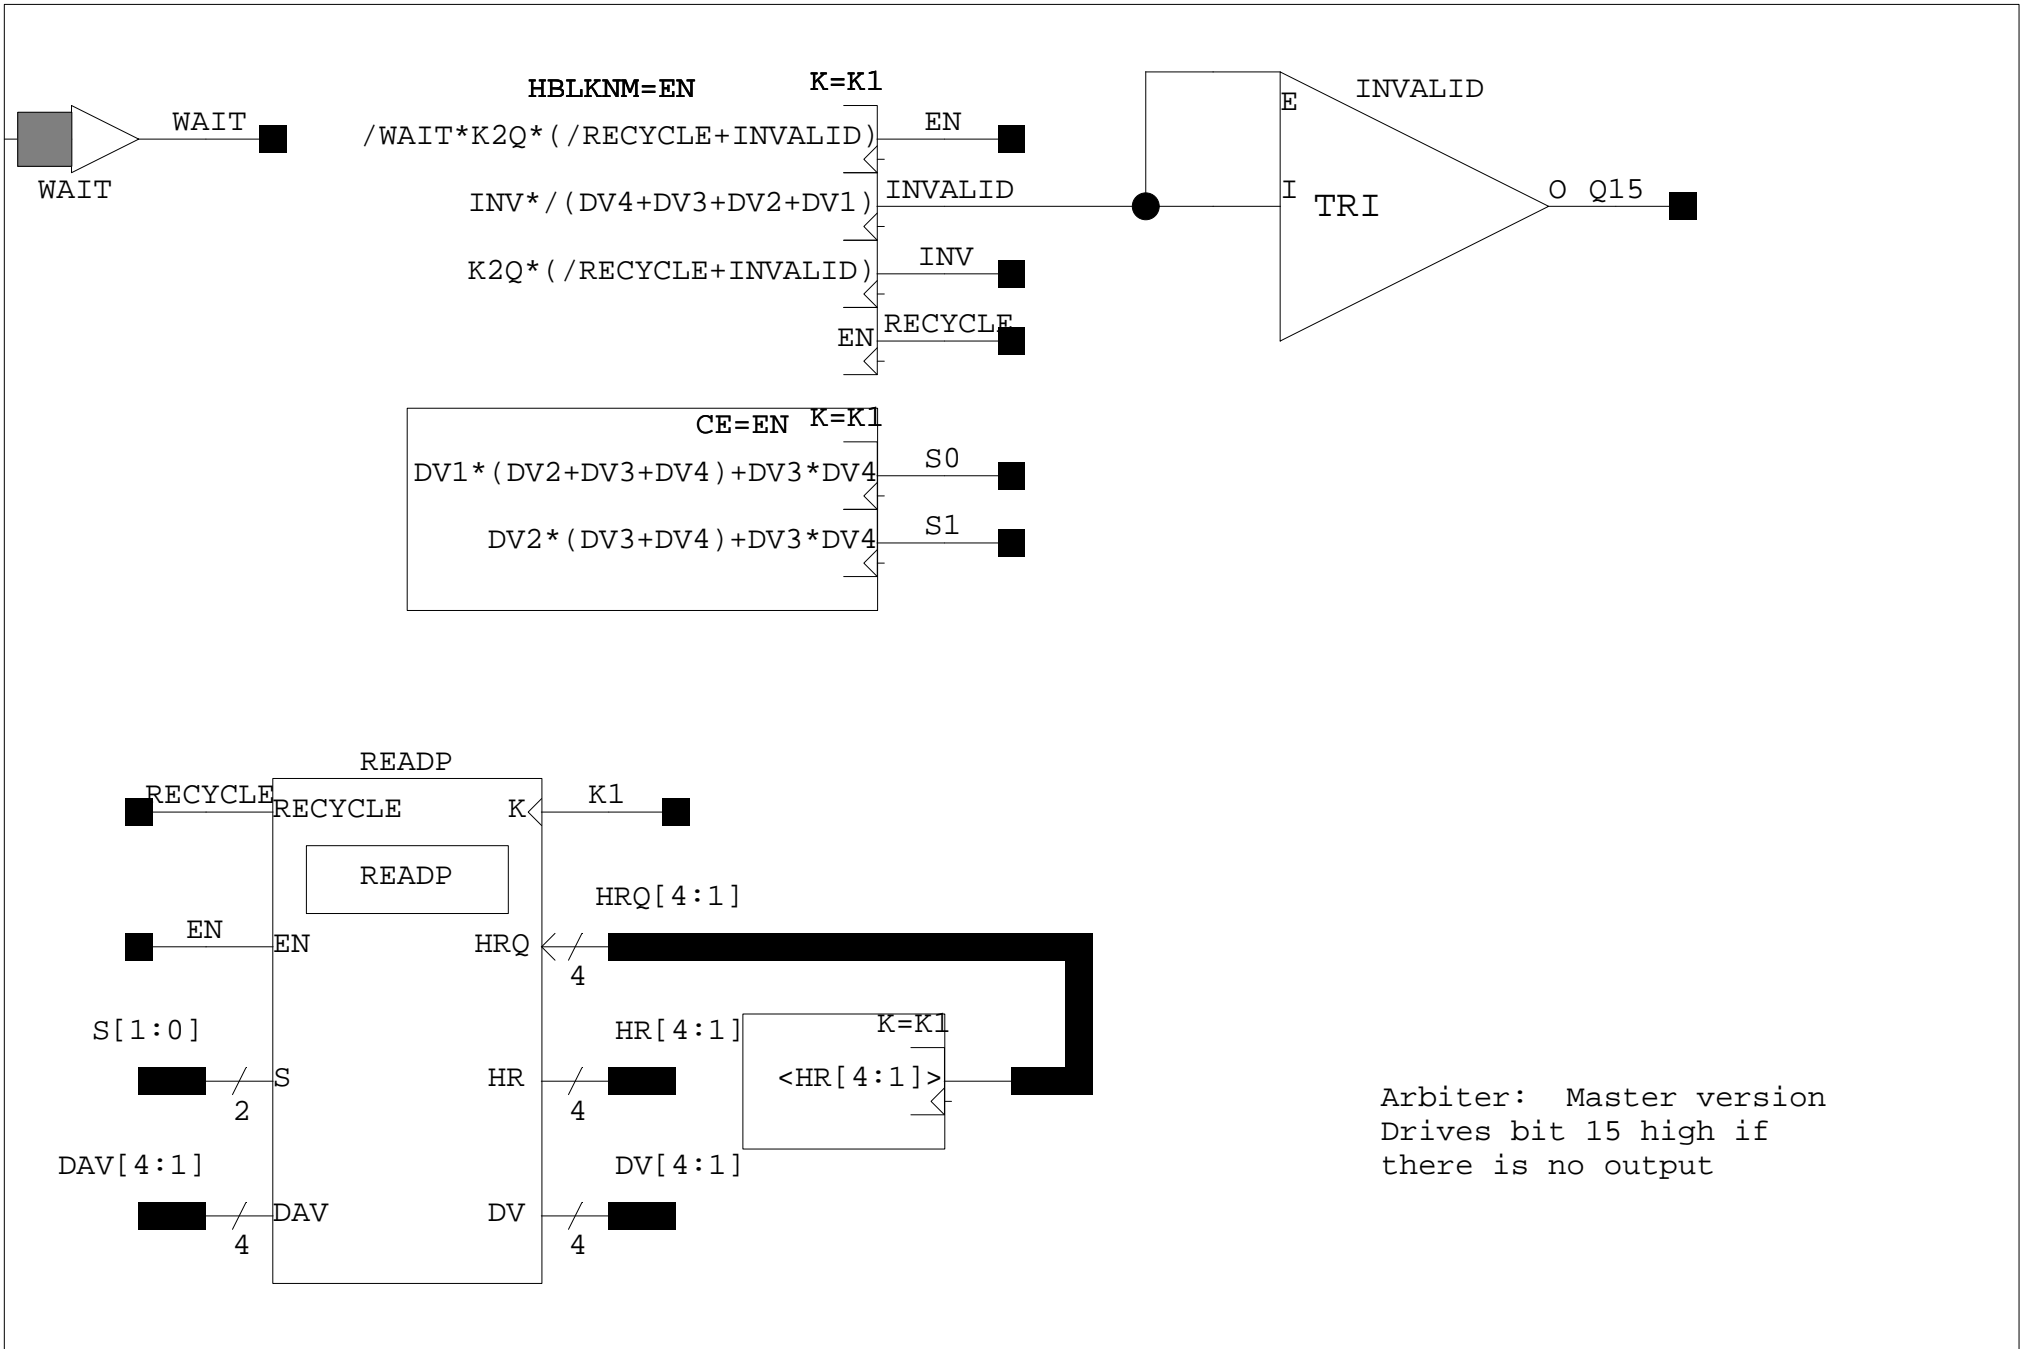 HBLKNM=EN K=K1
WAIT
WAIT
/WAIT*K2Q*(/RECYCLE+INVALID) EN
INV*/(DV4+DV3+DV2+DV1) INVALID
K2Q*(/RECYCLE+INVALID) INV
EN RECYCLE
INVALID
E
I TRI O Q15
CE=EN K=K1
DV1*(DV2+DV3+DV4)+DV3*DV4 S0
DV2*(DV3+DV4)+DV3*DV4 S1
READP
RECYCLE RECYCLE K K1
READP
HRQ[4:1]
EN EN HRQ
4
S[1:0] HR[4:1] K=K1
S HR <HR[4:1]>
2 4
DAV[4:1] DV[4:1]
DAV DV
4 4
Arbiter: Master version
Drives bit 15 high if
there is no output